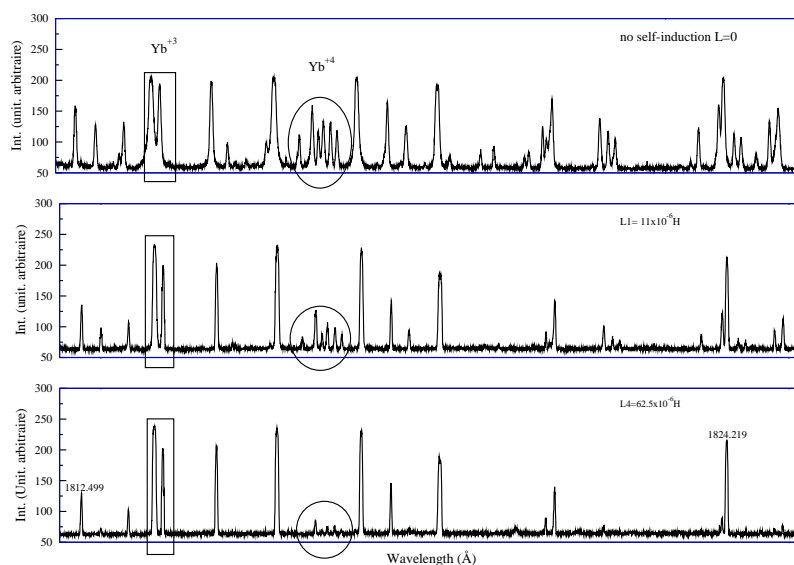 300
250
200
150
100
50
Int. (unit. arbitraire)
Yb+3
Yb+4
no self-induction L=0
300
250
200
150
100
50
Int. (unit. arbitraire)
L1= 11x10-6H
300
250
200
150
100
50
Int. (Unit. arbitraire)
L4=62.5x10-6H
1812.499
1824.219
Wavelength (Å)